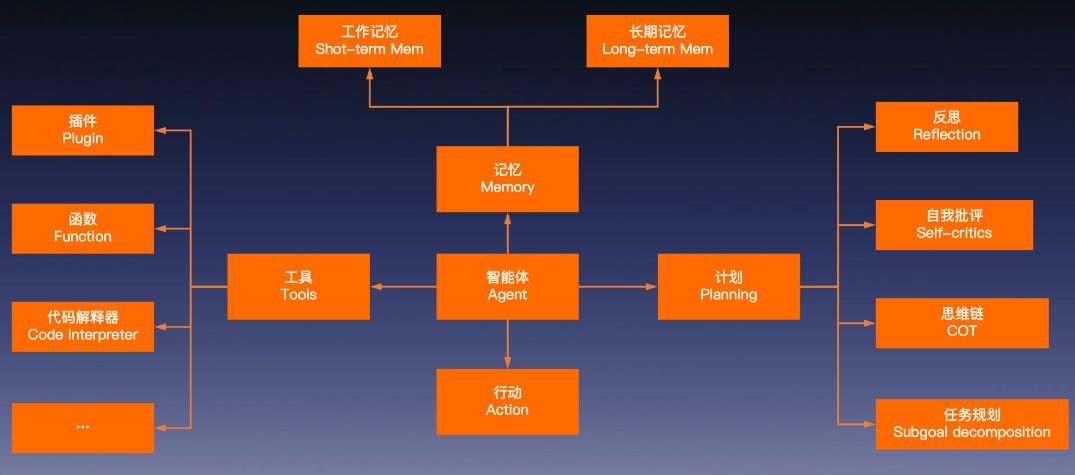 工作记忆
Shot-term Mem
长期记忆
Long-term Mem
插件
Plugin
函数
Function
代码解释器
Code Interpreter
...
工具
Tools
记忆
Memory
智能体
Agent
行动
Action
计划
Planning
反思
Reflection
自我批评
Self-critics
思维链
COT
任务规划
Subgoal decomposition